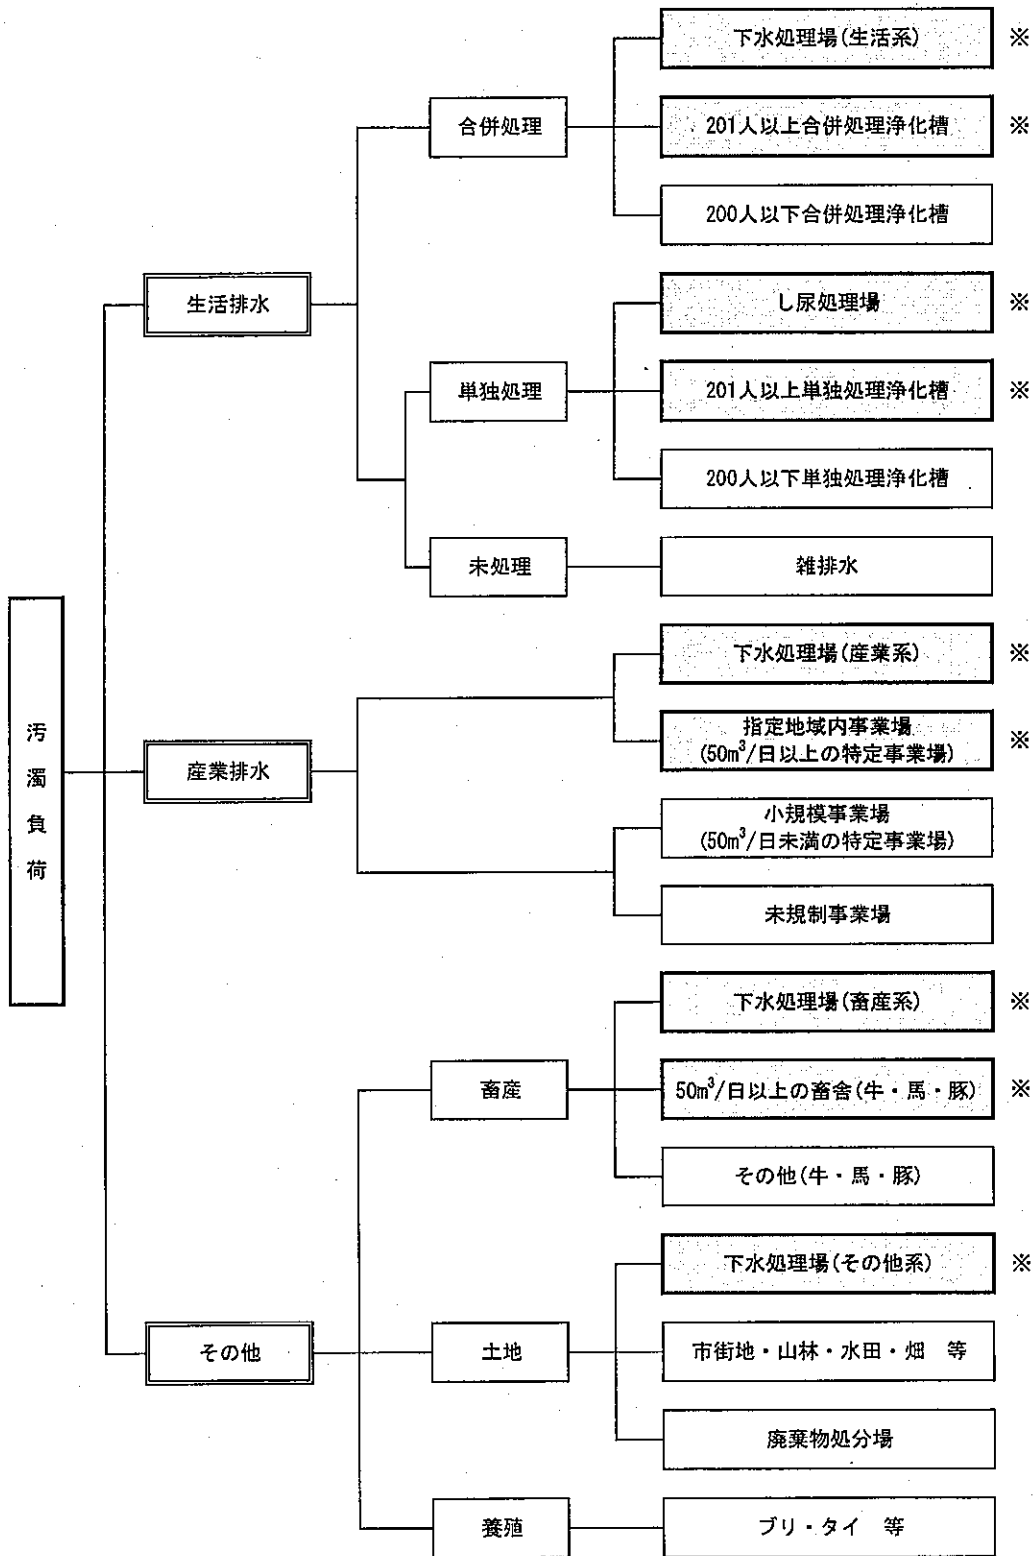 下水処理場(生活系) ※
合併処理
201人以上合併処理浄化槽 ※
200人以下合併処理浄化槽
生活排水
し尿処理場 ※
単独処理
201人以上単独処理浄化槽 ※
200人以下単独処理浄化槽
未処理
雑排水
汚濁負荷
下水処理場(産業系) ※
産業排水
指定地域内事業場
(50m³/日以上の特定事業場) ※
小規模事業場
(50m³/日未満の特定事業場)
未規制事業場
下水処理場(畜産系) ※
畜産
50m³/日以上の畜舎(牛・馬・豚) ※
その他(牛・馬・豚)
下水処理場(その他系) ※
その他
土地
市街地・山林・水田・畑 等
廃棄物処分場
養殖
ブリ・タイ 等